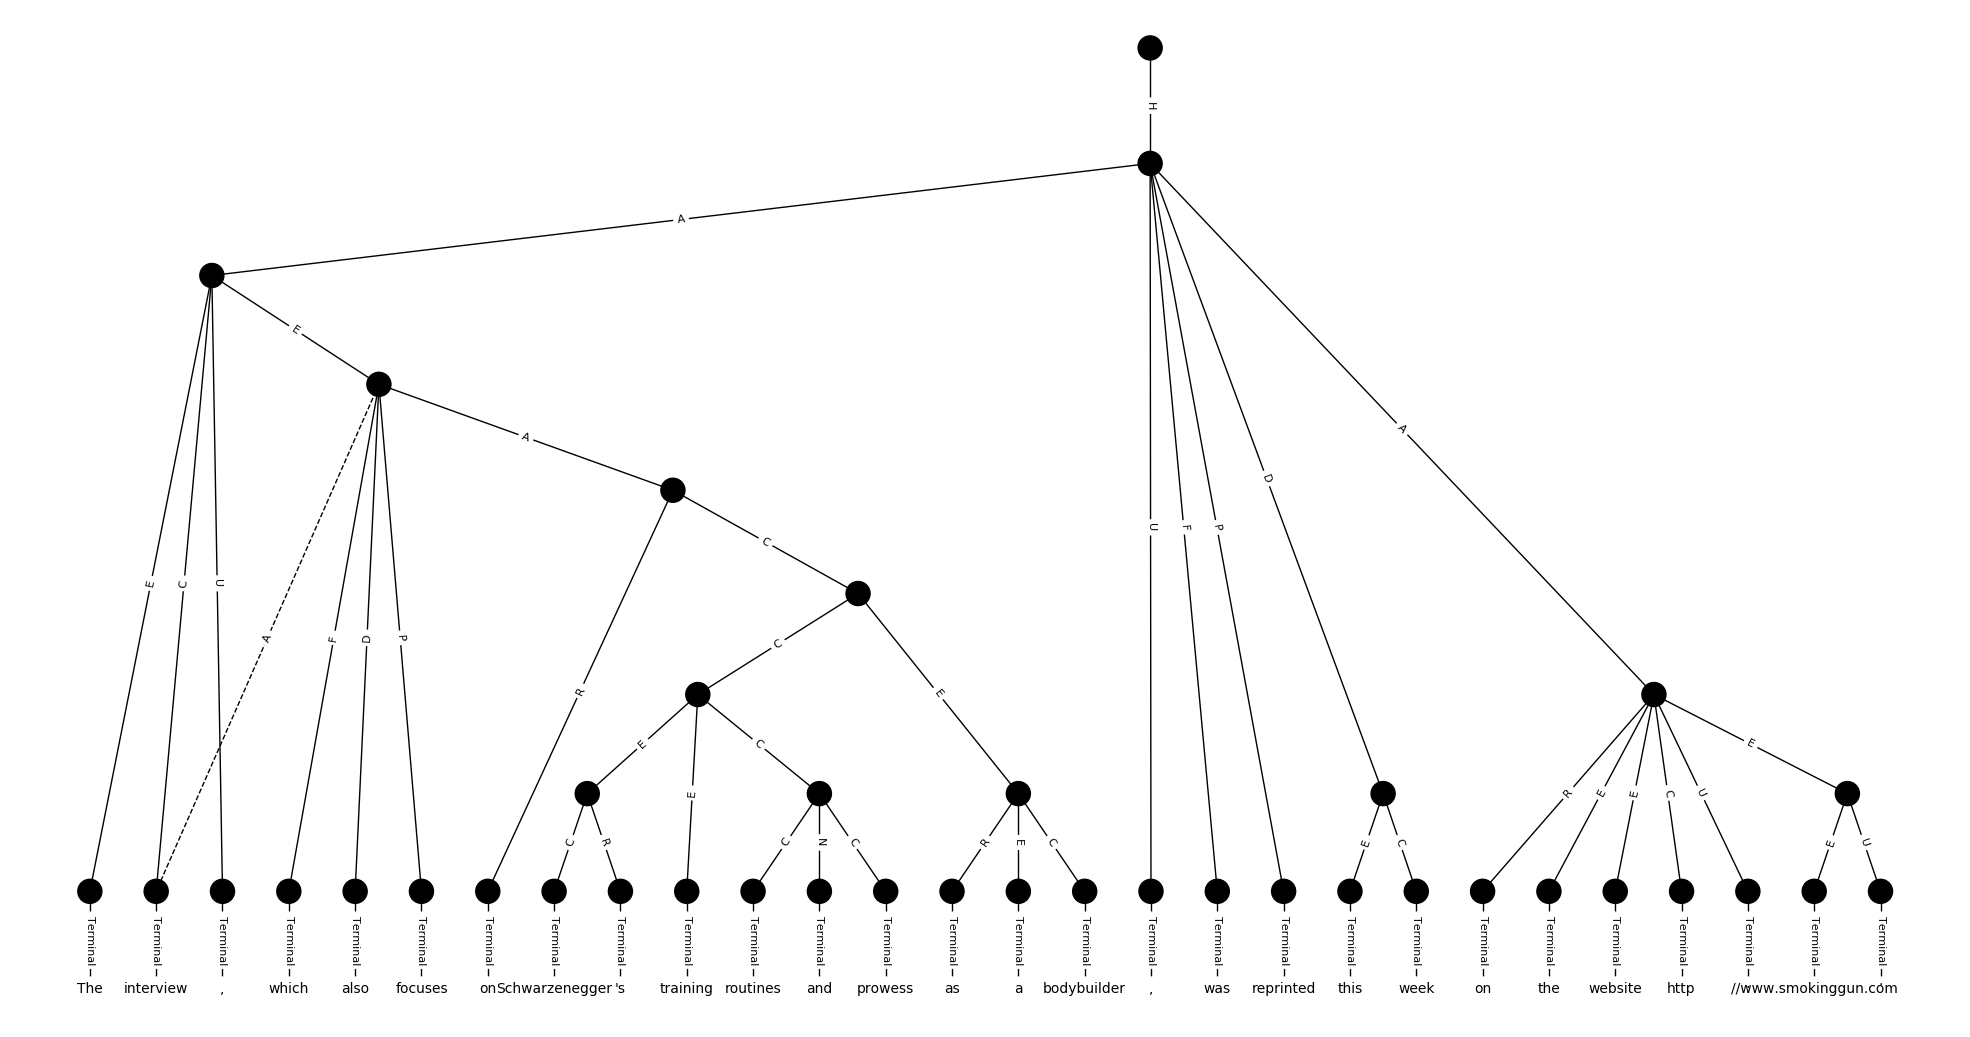 H
A
E
A
A
D
U F P
C
E C U
A F D P
C
R E
E C E
E R E E C U
C R C N C R E C E C E U
Terminal Terminal Terminal Terminal Terminal Terminal Terminal Terminal Terminal Terminal Terminal Terminal Terminal Terminal Terminal Terminal Terminal Terminal Terminal Terminal Terminal Terminal Terminal Terminal Terminal Terminal Terminal Terminal
The interview , which also focuses on Schwarzenegger 's training routines and prowess as a bodybuilder , was reprinted this week on the website http //www.smokinggun.com